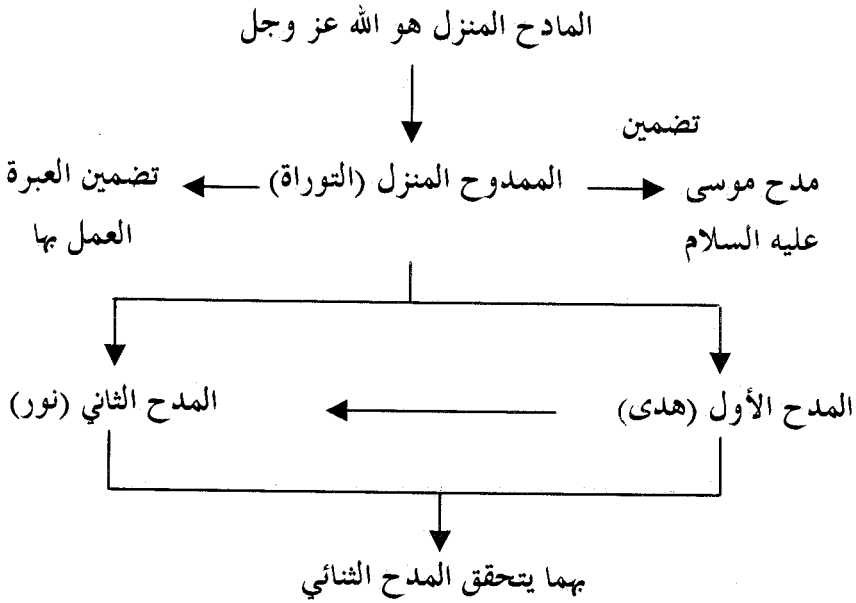 المادح المنزل هو الله عز وجل
تضمين
مدح موسى
عليه السلام
الممدوح المنزل (التوراة)
تضمين العبرة
العمل بها
المدح الأول (هدى)
المدح الثاني (نور)
بهما يتحقق المدح الثنائي